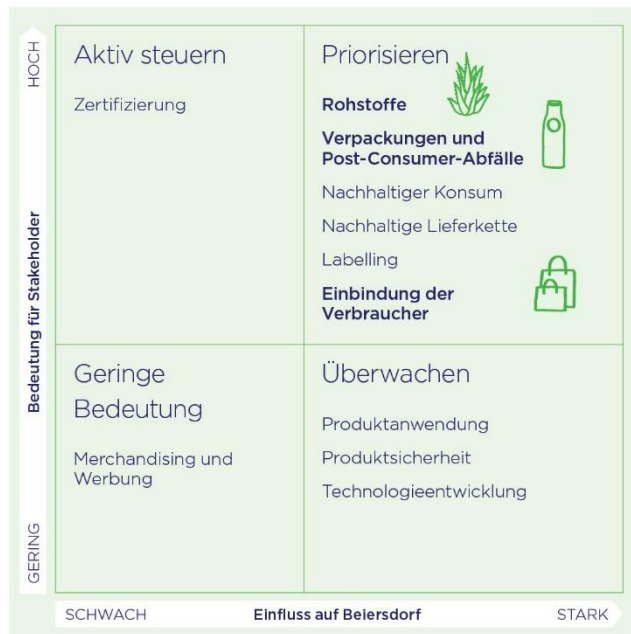 HOCH
Bedeutung für Stakeholder
GERING
Aktiv steuern
Zertifizierung
Priorisieren
Rohstoffe
Verpackungen und
Post-Consumer-Abfälle
Nachhaltiger Konsum
Nachhaltige Lieferkette
Labelling
Einbindung der
Verbraucher
Geringe
Bedeutung
Merchandising und
Werbung
Überwachen
Produktanwendung
Produktsicherheit
Technologieentwicklung
SCHWACH
Einfluss auf Beiersdorf
STARK